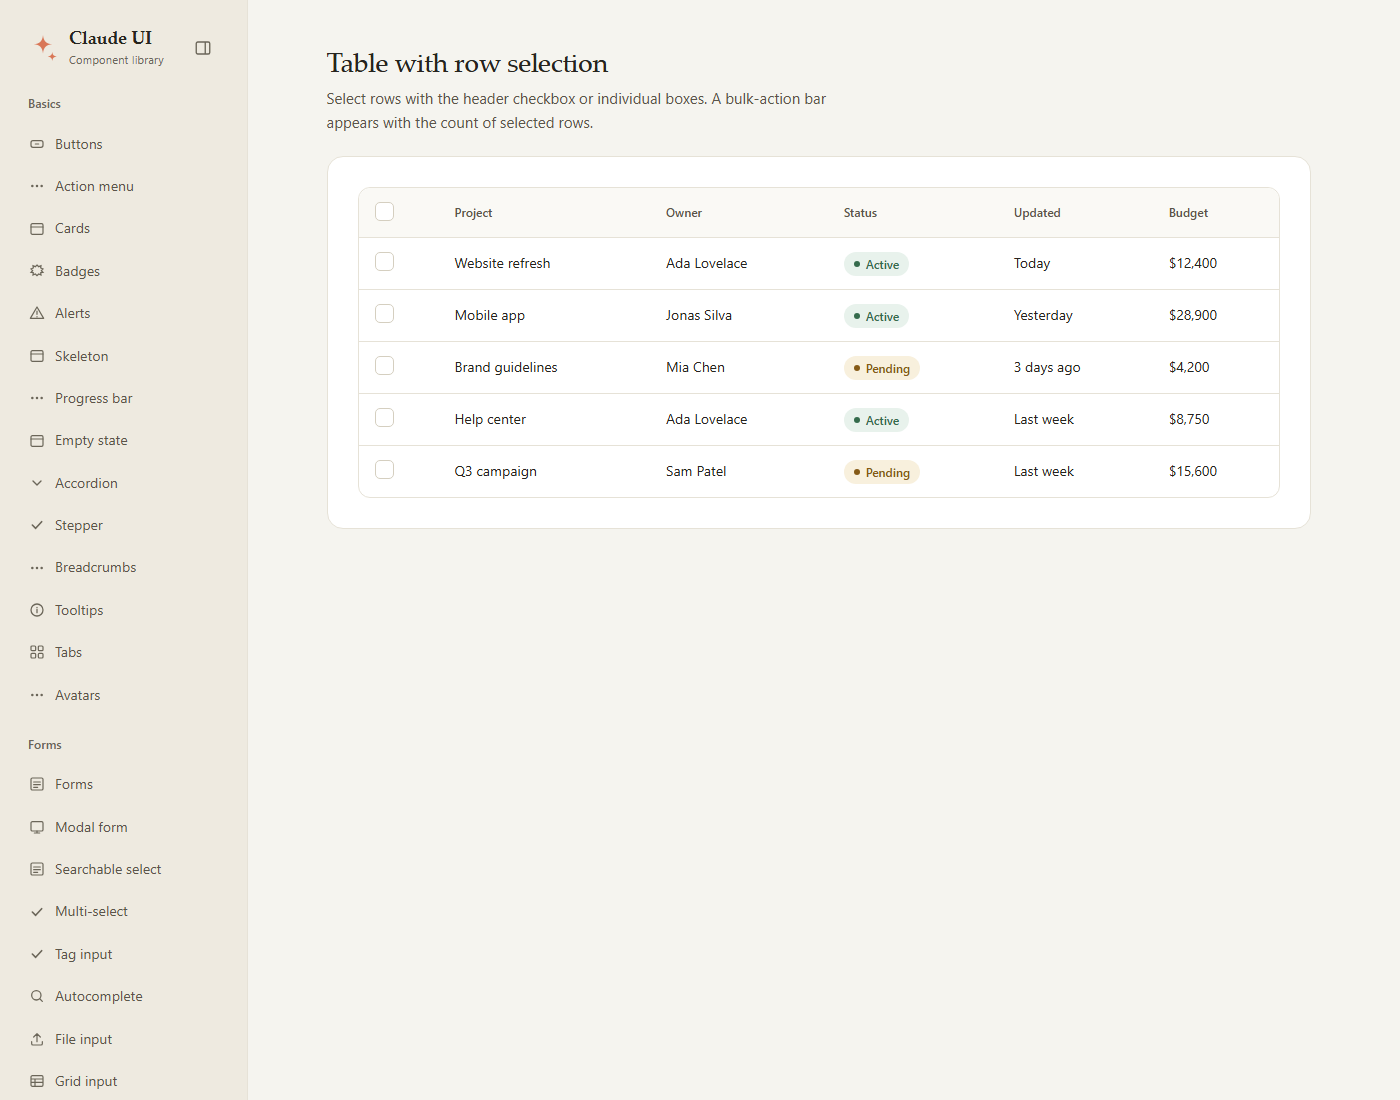 Claude UI
Component library
Basics
Buttons
Action menu
Cards
Badges
Alerts
Skeleton
Progress bar
Empty state
Accordion
Stepper
Breadcrumbs
Tooltips
Tabs
Avatars
Forms
Forms
Modal form
Searchable select
Multi-select
Tag input
Autocomplete
File input
Grid input
Table with row selection
Select rows with the header checkbox or individual boxes. A bulk-action bar
appears with the count of selected rows.
Project Owner Status Updated Budget
Website refresh Ada Lovelace Active Today $12,400
Mobile app Jonas Silva Active Yesterday $28,900
Brand guidelines Mia Chen Pending 3 days ago $4,200
Help center Ada Lovelace Active Last week $8,750
Q3 campaign Sam Patel Pending Last week $15,600